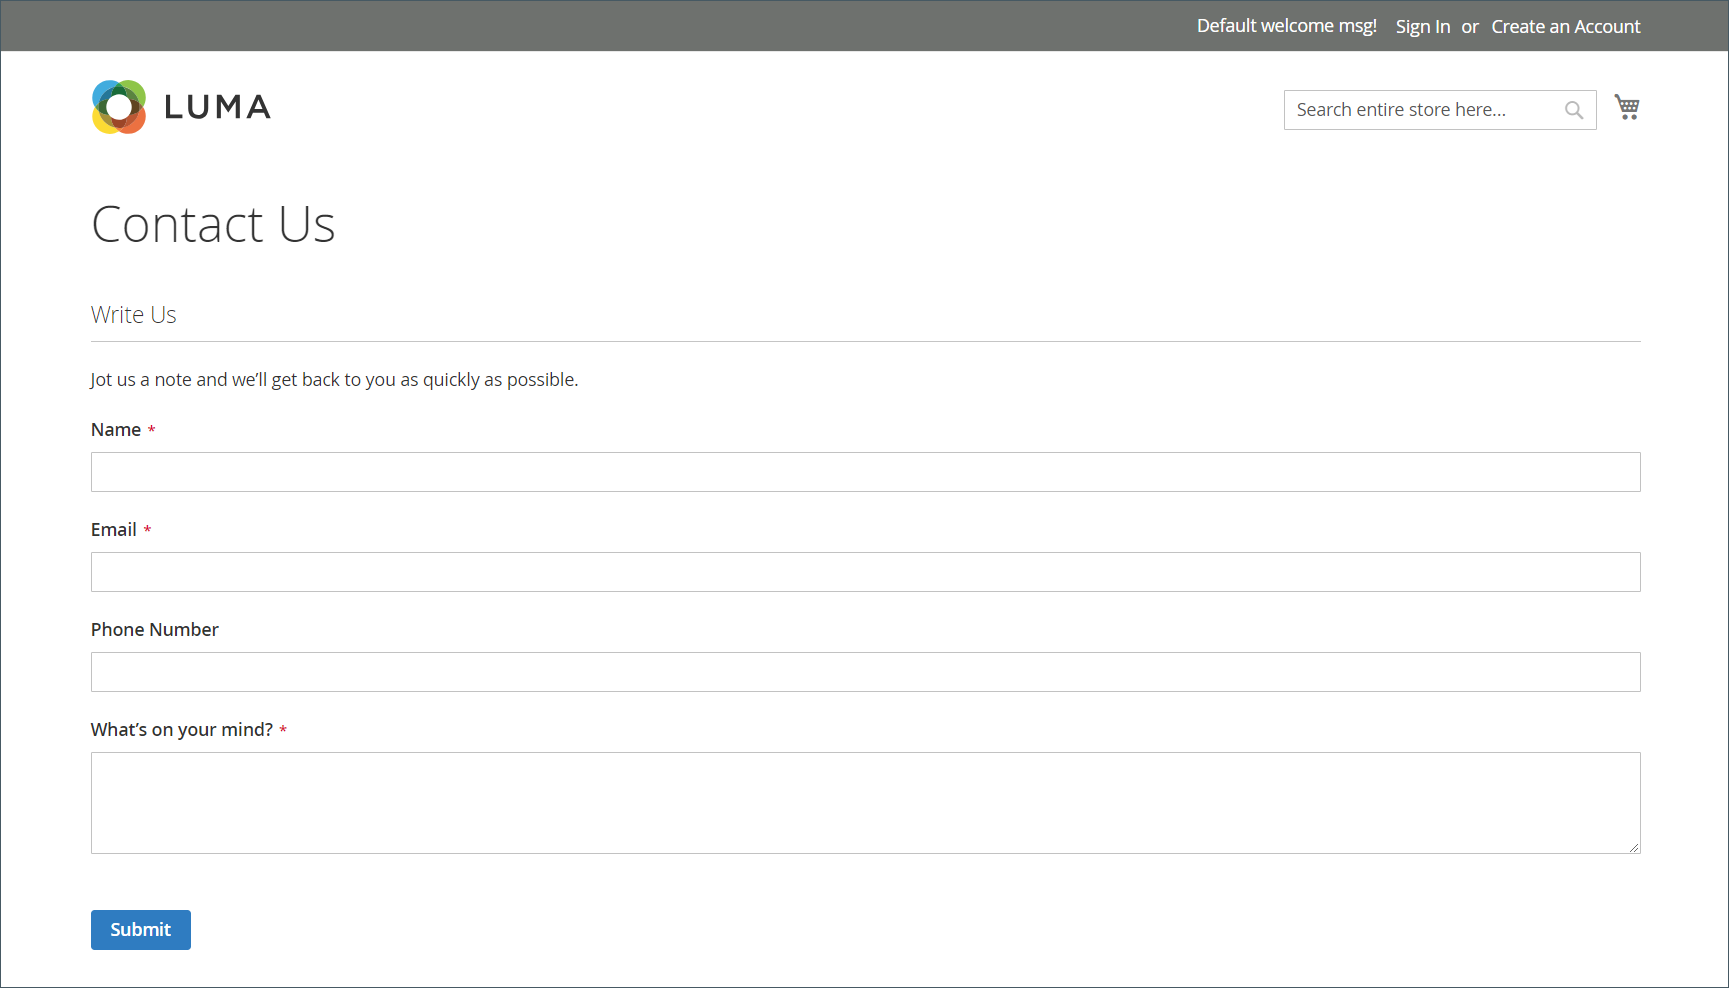 Default welcome msg! Sign In or Create an Account
LUMA
Search entire store here...
Contact Us
Write Us
Jot us a note and we’ll get back to you as quickly as possible.
Name *
Email *
Phone Number
What’s on your mind? *
Submit